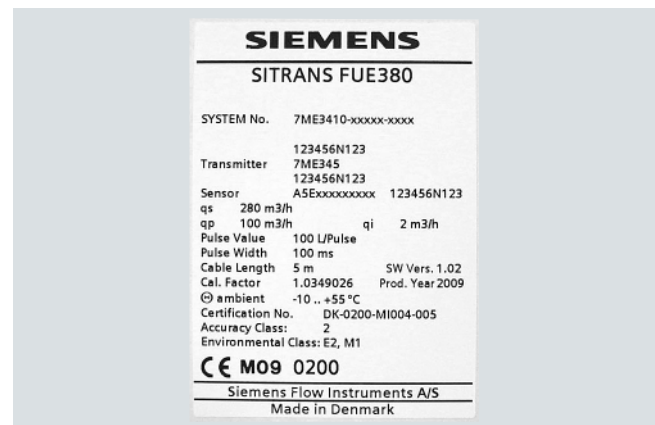 SIEMENS
SITRANS FUE380
SYSTEM No. 7ME3410-xxxxx-xxxx
123456N123
Transmitter 7ME345
123456N123
Sensor A5Exxxxxxxxx 123456N123
qs 280 m3/h
qp 100 m3/h qi 2 m3/h
Pulse Value 100 L/Pulse
Pulse Width 100 ms
Cable Length 5 m SW Vers. 1.02
Cal. Factor 1.0349026 Prod. Year 2009
Θ ambient -10 .. +55 °C
Certification No. DK-0200-MI004-005
Accuracy Class: 2
Environmental Class: E2, M1
CE M09 0200
Siemens Flow Instruments A/S
Made in Denmark